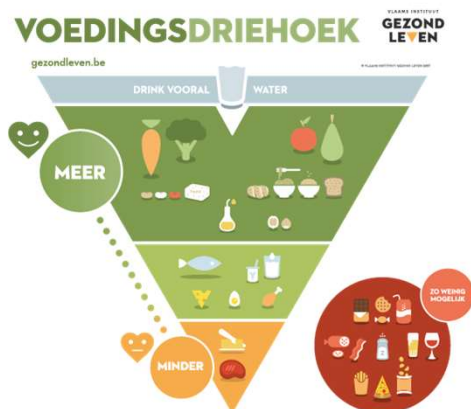 VOEDINGSDRIEHOEK
VLAAMS INSTITUUT
GEZOND
LEVEN
gezondleven.be
DRINK VOORAL WATER
MEER
ZO WEINIG
MOGELIJK
MINDER